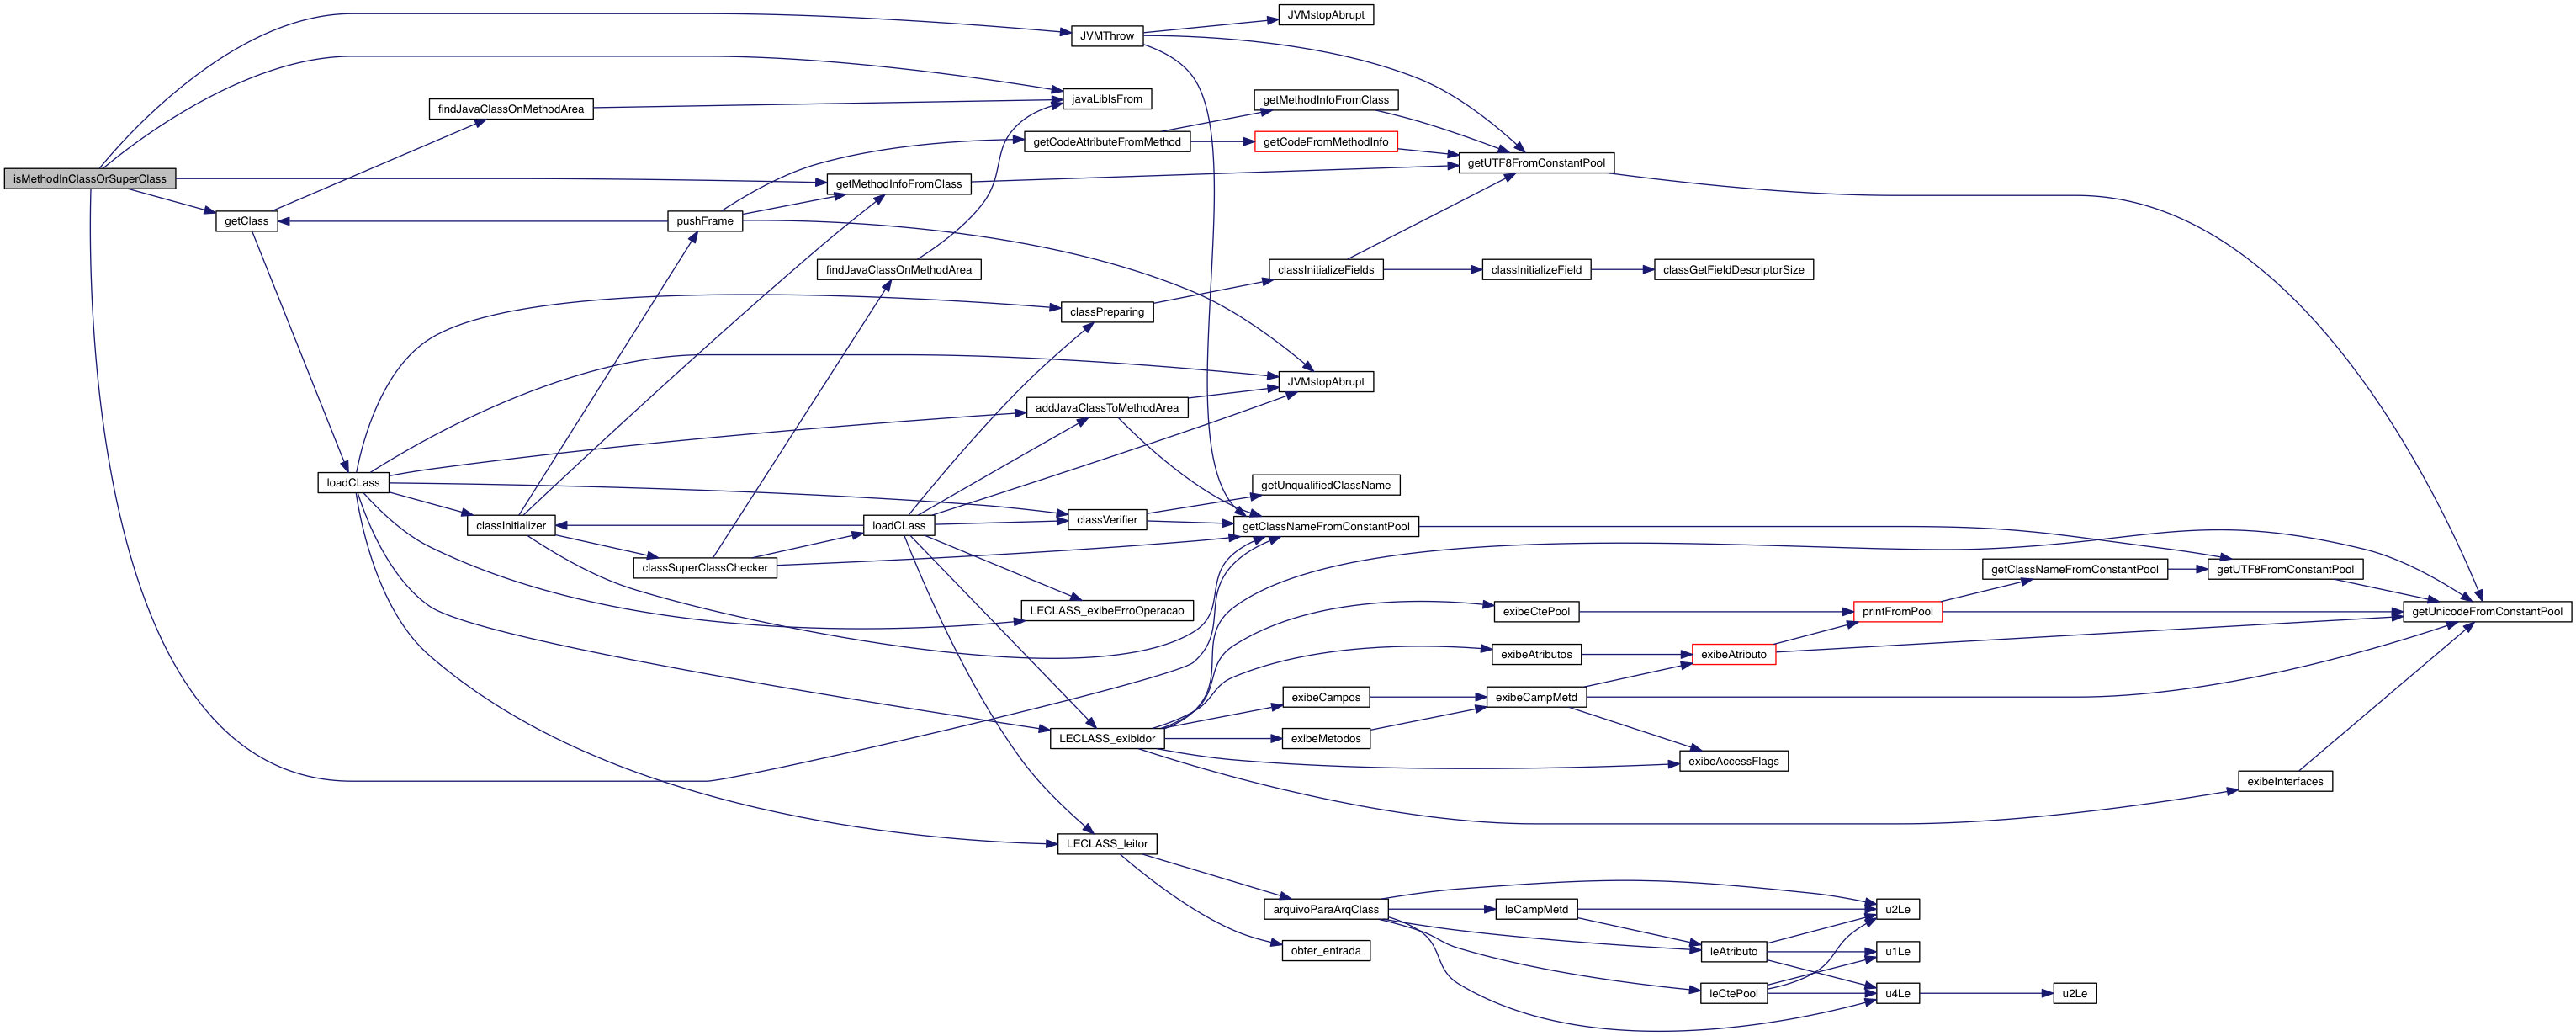 JVMstopAbrupt
JVMThrow
javaLibIsFrom
findJavaClassOnMethodArea
getMethodInfoFromClass
getCodeAttributeFromMethod
getCodeFromMethodInfo
getUTF8FromConstantPool
isMethodInClassOrSuperClass
getMethodInfoFromClass
getClass
pushFrame
findJavaClassOnMethodArea
classInitializeFields
classInitializeField
classGetFieldDescriptorSize
classPreparing
JVMstopAbrupt
addJavaClassToMethodArea
loadCLass
getUnqualifiedClassName
classInitializer
loadCLass
classVerifier
getClassNameFromConstantPool
classSuperClassChecker
getClassNameFromConstantPool
getUTF8FromConstantPool
LECLASS_exibeErroOperacao
exibeCtePool
printFromPool
getUnicodeFromConstantPool
exibeAtributos
exibeAtributo
exibeCampos
exibeCampMetd
LECLASS_exibidor
exibeMetodos
exibeAccessFlags
exibeInterfaces
LECLASS_leitor
arquivoParaArqClass
leCampMetd
u2Le
obter_entrada
leAtributo
u1Le
leCtePool
u4Le
u2Le